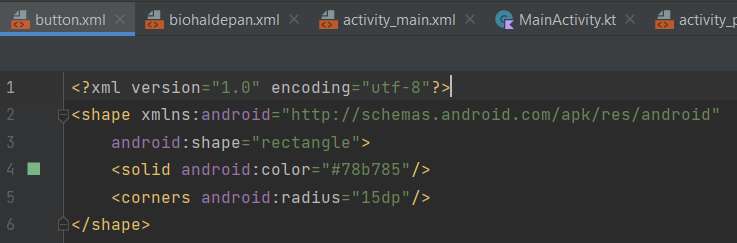 button.xml biohaldepan.xml activity_main.xml MainActivity.kt
1 <?xml version="1.0" encoding="utf-8"?>
2 <shape xmlns:android="http://schemas.android.com/apk/res/android"
3 android:shape="rectangle">
4 <solid android:color="#78b785"/>
5 <corners android:radius="15dp"/>
6 </shape>